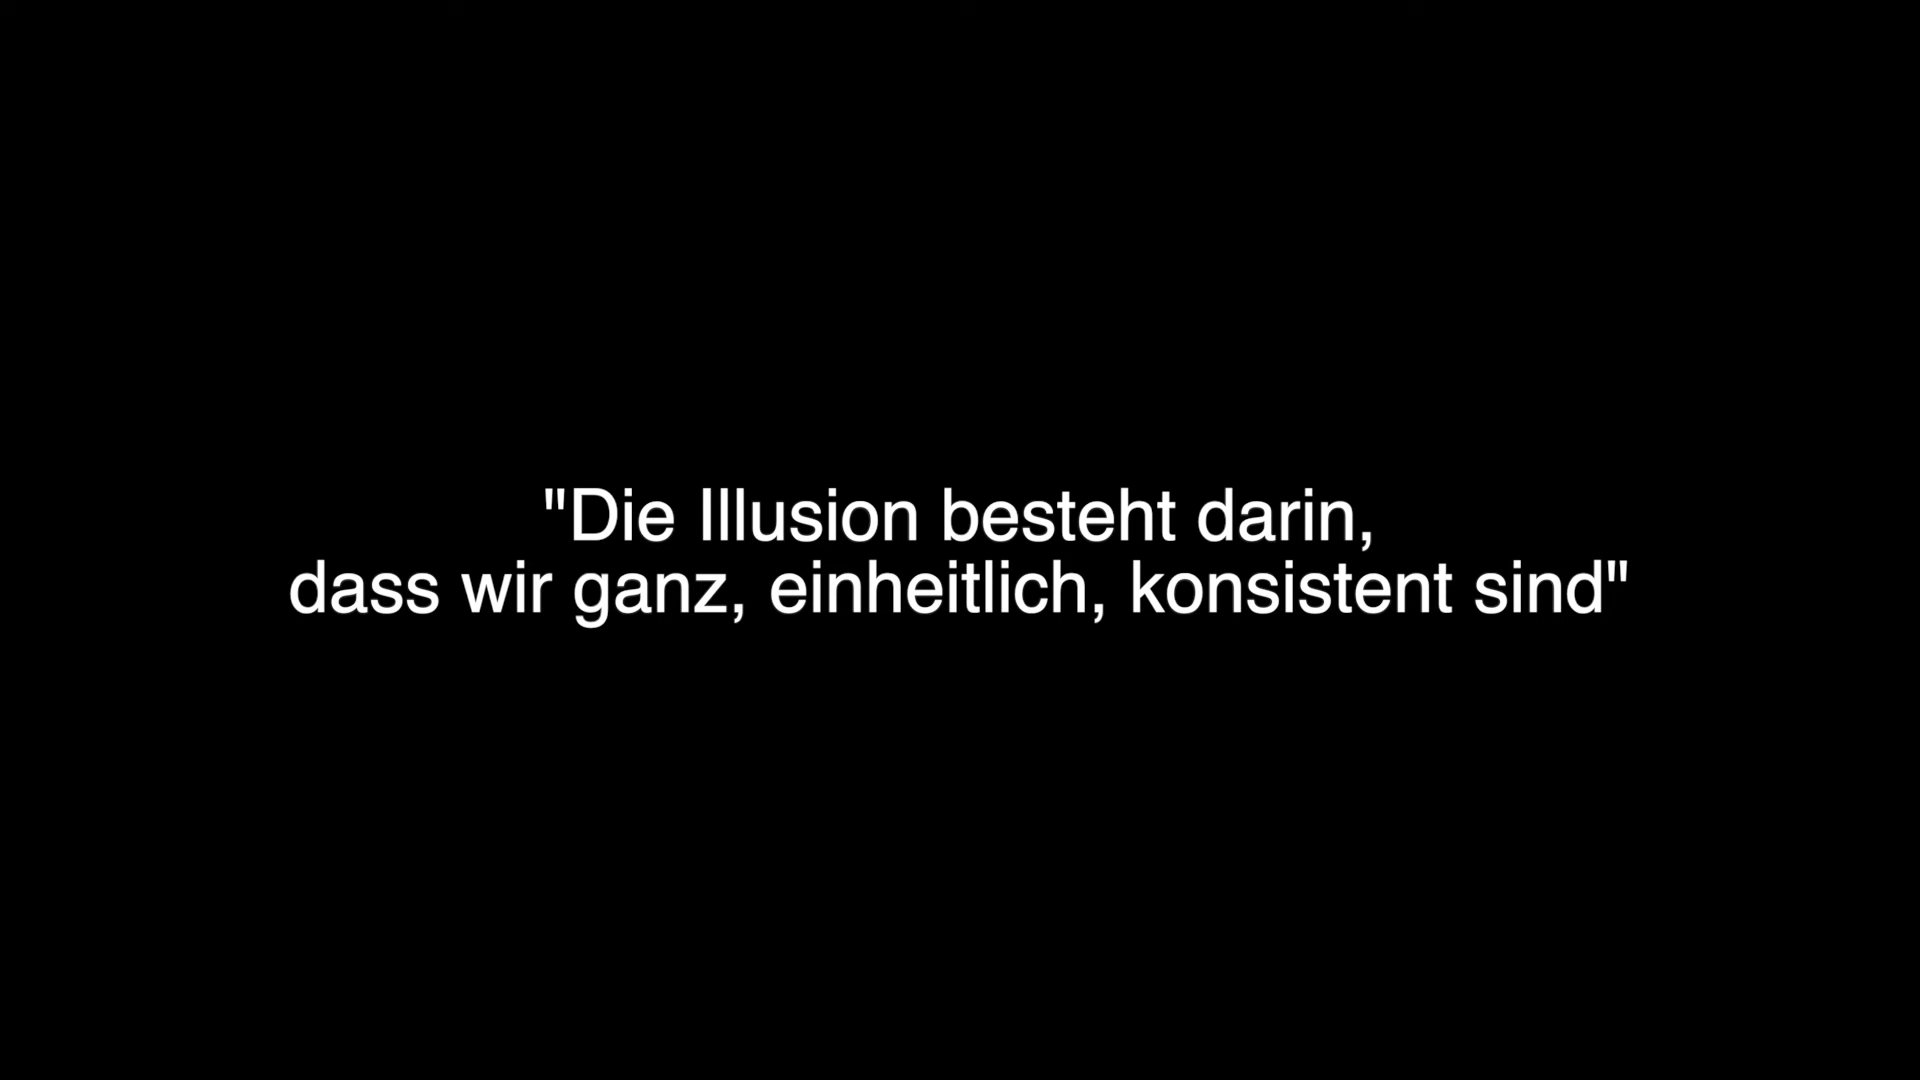 "Die Illusion besteht darin,
dass wir ganz, einheitlich, konsistent sind"